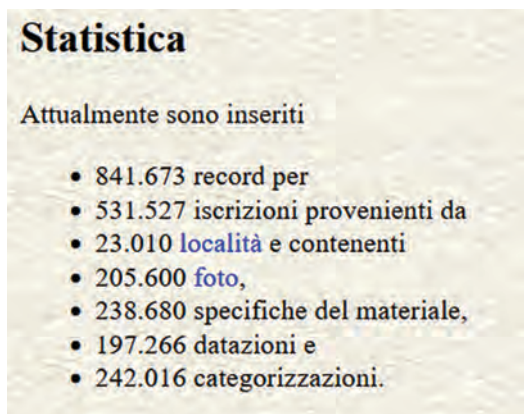 Statistica
Attualmente sono inseriti
• 841.673 record per
• 531.527 iscrizioni provenienti da
• 23.010 località e contenenti
• 205.600 foto,
• 238.680 specifiche del materiale,
• 197.266 datazioni e
• 242.016 categorizzazioni.